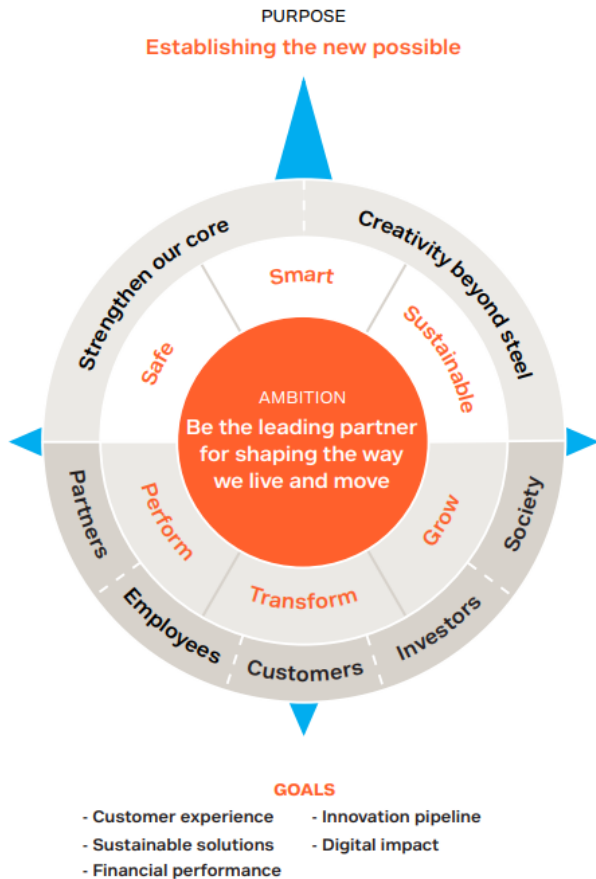 PURPOSE
Establishing the new possible
Strengthen our core
Creativity beyond steel
Safe
Smart
Sustainable
AMBITION
Be the leading partner
for shaping the way
we live and move
Perform
Transform
Grow
Partners
Employees
Customers
Investors
Society
GOALS
- Customer experience
- Sustainable solutions
- Financial performance
- Innovation pipeline
- Digital impact